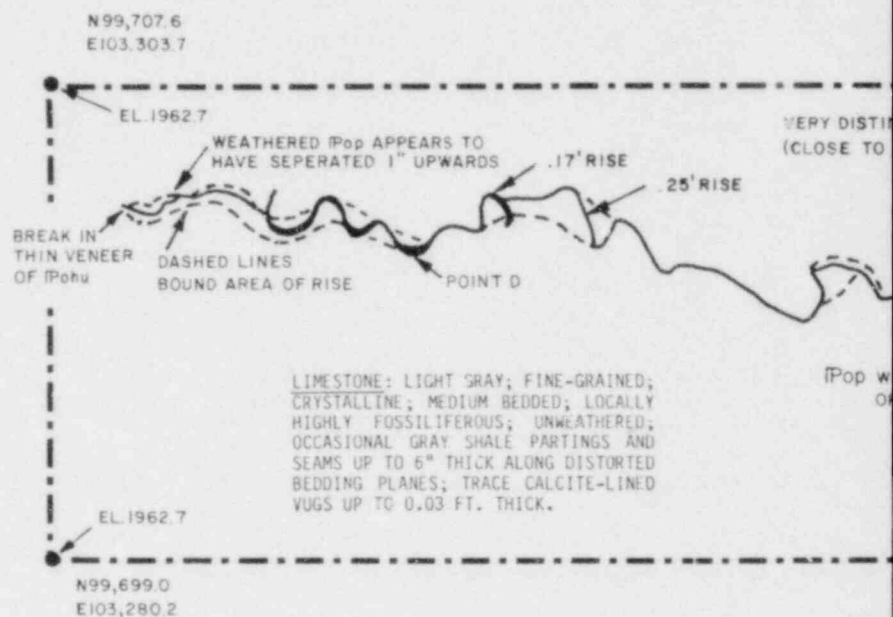 N99,707.6
E103,303.7
EL.1962.7
VERY DISTIN
(CLOSE TO
WEATHERED ℙPop APPEARS TO
HAVE SEPERATED 1" UPWARDS
.17' RISE
.25' RISE
BREAK IN
THIN VENEER
OF ℙPohu
DASHED LINES
BOUND AREA OF RISE
POINT D
LIMESTONE: LIGHT GRAY; FINE-GRAINED;
CRYSTALLINE; MEDIUM BEDDED; LOCALLY
HIGHLY FOSSILIFEROUS; UNWEATHERED;
OCCASIONAL GRAY SHALE PARTINGS AND
SEAMS UP TO 6" THICK ALONG DISTORTED
BEDDING PLANES; TRACE CALCITE-LINED
VUGS UP TO 0.03 FT. THICK.
ℙPop w
EL.1962.7
N99,699.0
E103,280.2